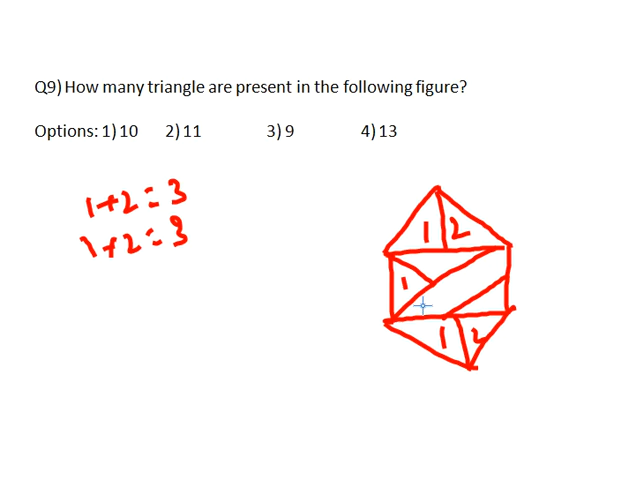 Q9) How many triangle are present in the following figure?
Options: 1) 10 2) 11 3) 9 4) 13
1+2=3
1+2=3
1 2
1
1 2